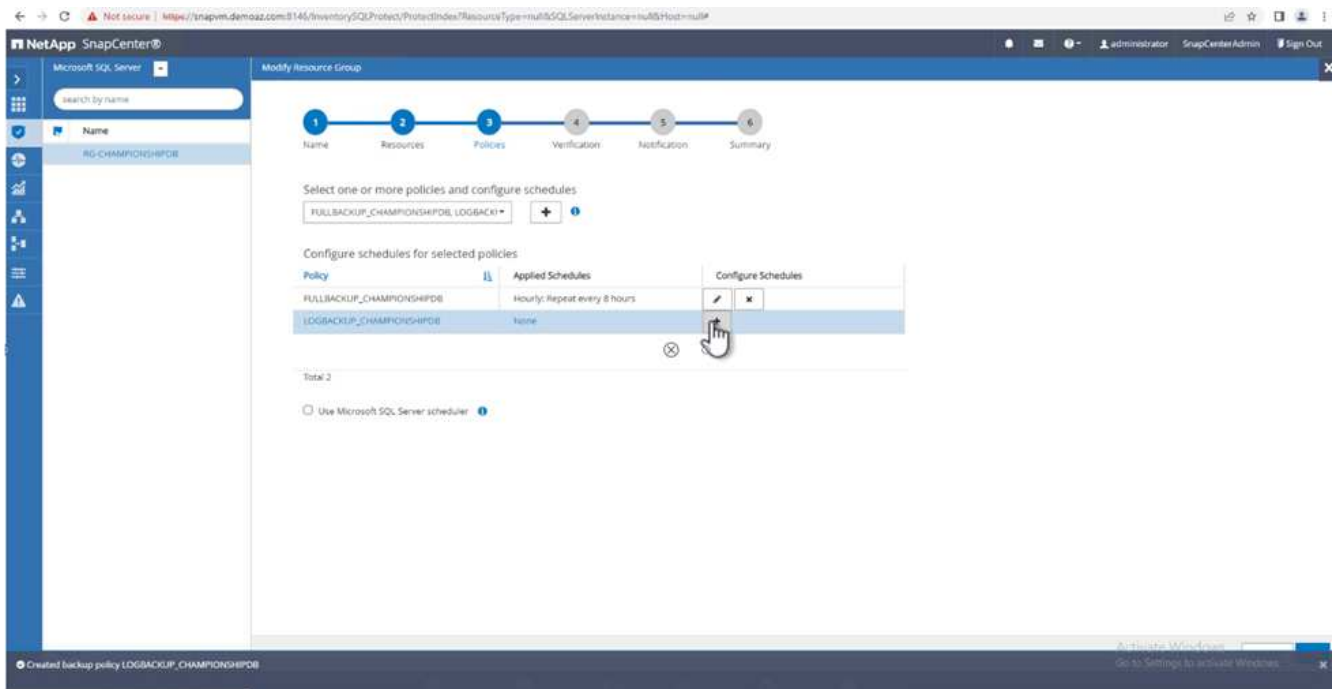 Not secure | https://snapvm.demoaz.com:8146/InventorySQLProtect/ProtectIndex?ResourceType=null&SQLServerInstance=null&Host=null#
NetApp SnapCenter®
administrator SnapCenterAdmin Sign Out
Microsoft SQL Server
Modify Resource Group
search by name
Name
RG-CHAMPIONSHIPDB
1 2 3 4 5 6
Name Resources Policies Verification Notification Summary
Select one or more policies and configure schedules
FULLBACKUP_CHAMPIONSHIPDB, LOGBACKU
Configure schedules for selected policies
Policy Applied Schedules Configure Schedules
FULLBACKUP_CHAMPIONSHIPDB Hourly: Repeat every 8 hours
LOGBACKUP_CHAMPIONSHIPDB None
Total 2
Use Microsoft SQL Server scheduler
Activate Windows
Go to Settings to activate Windows.
Created backup policy LOGBACKUP_CHAMPIONSHIPDB